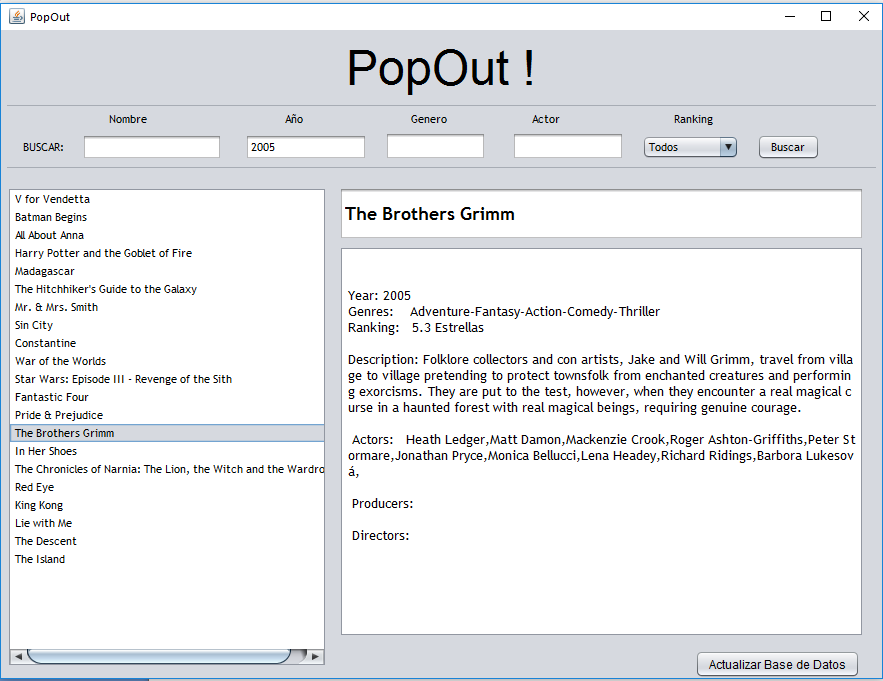 PopOut
PopOut !
Nombre Año Genero Actor Ranking
BUSCAR: 2005 Todos Buscar
V for Vendetta
Batman Begins
All About Anna
Harry Potter and the Goblet of Fire
Madagascar
The Hitchhiker's Guide to the Galaxy
Mr. & Mrs. Smith
Sin City
Constantine
War of the Worlds
Star Wars: Episode III - Revenge of the Sith
Fantastic Four
Pride & Prejudice
The Brothers Grimm
In Her Shoes
The Chronicles of Narnia: The Lion, the Witch and the Wardro
Red Eye
King Kong
Lie with Me
The Descent
The Island
The Brothers Grimm
Year: 2005
Genres: Adventure-Fantasy-Action-Comedy-Thriller
Ranking: 5.3 Estrellas
Description: Folklore collectors and con artists, Jake and Will Grimm, travel from villa
ge to village pretending to protect townsfolk from enchanted creatures and performin
g exorcisms. They are put to the test, however, when they encounter a real magical c
urse in a haunted forest with real magical beings, requiring genuine courage.
Actors: Heath Ledger,Matt Damon,Mackenzie Crook,Roger Ashton-Griffiths,Peter St
ormare,Jonathan Pryce,Monica Bellucci,Lena Headey,Richard Ridings,Barbora Lukesov
á,
Producers:
Directors:
Actualizar Base de Datos